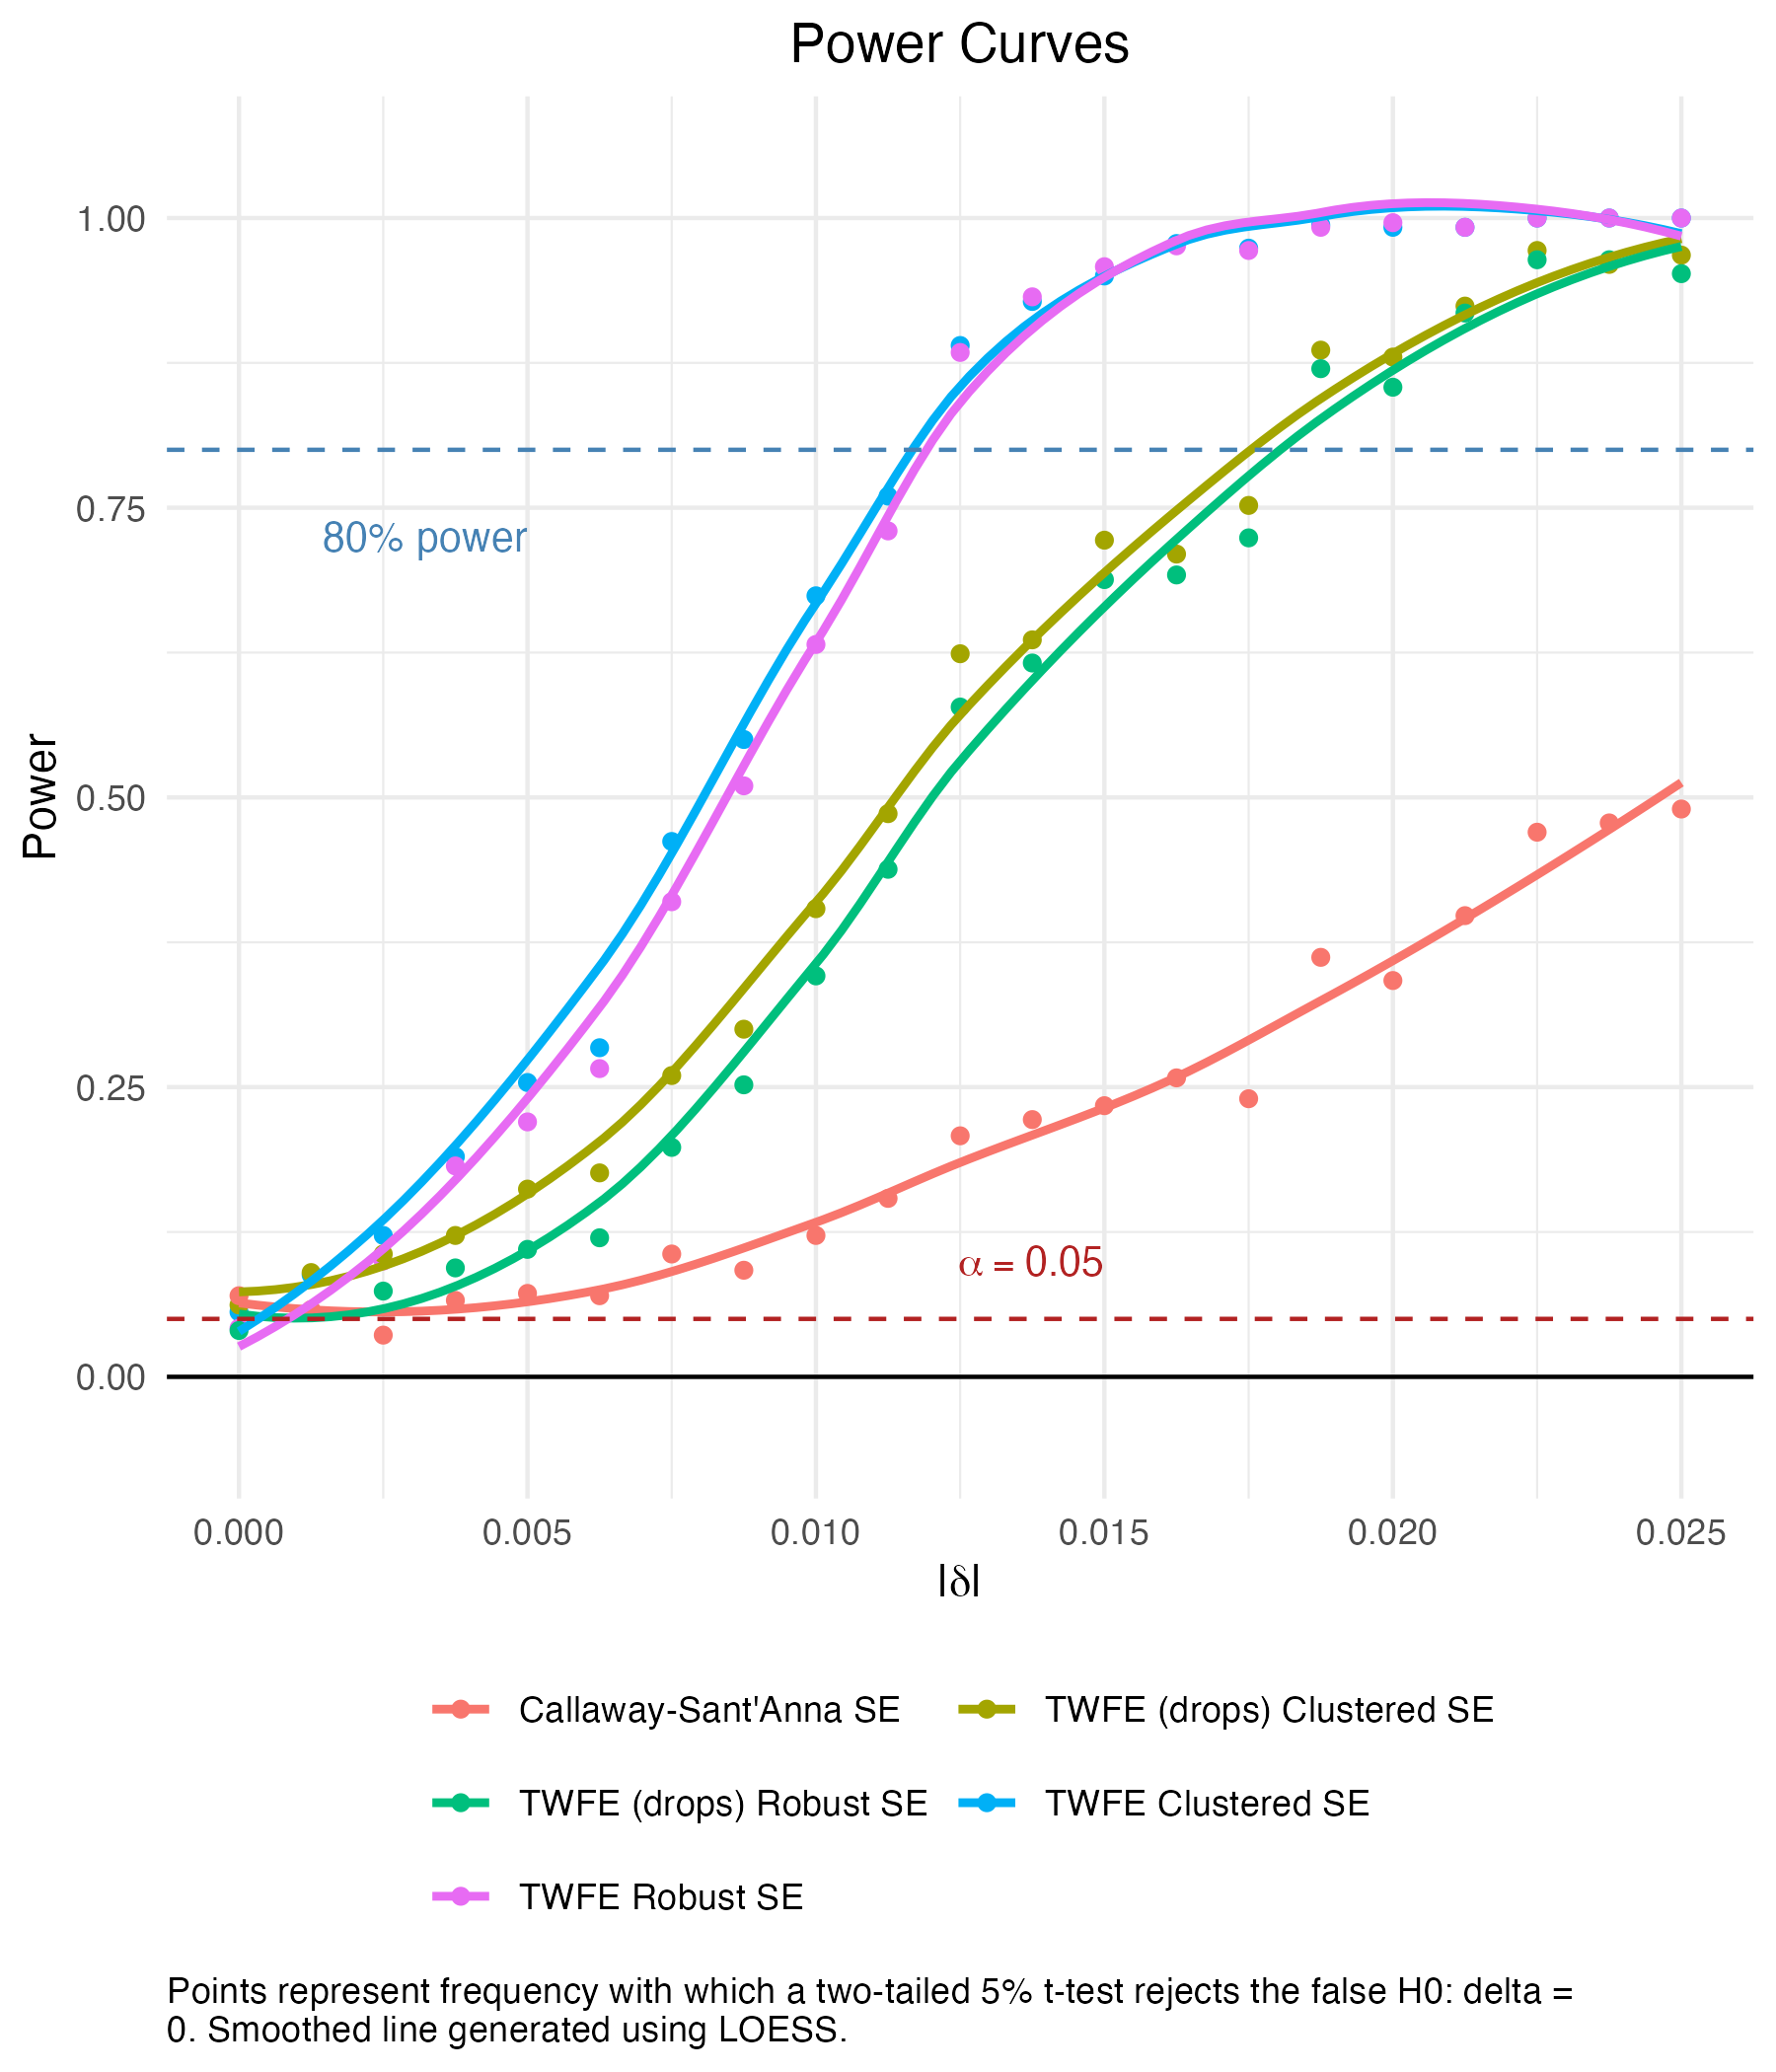 Power Curves
1.00
0.75
0.50
0.25
0.00
Power
80% power
α = 0.05
0.000 0.005 0.010 0.015 0.020 0.025
|δ|
Callaway-Sant'Anna SE TWFE (drops) Clustered SE
TWFE (drops) Robust SE TWFE Clustered SE
TWFE Robust SE
Points represent frequency with which a two-tailed 5% t-test rejects the false H0: delta =
0. Smoothed line generated using LOESS.